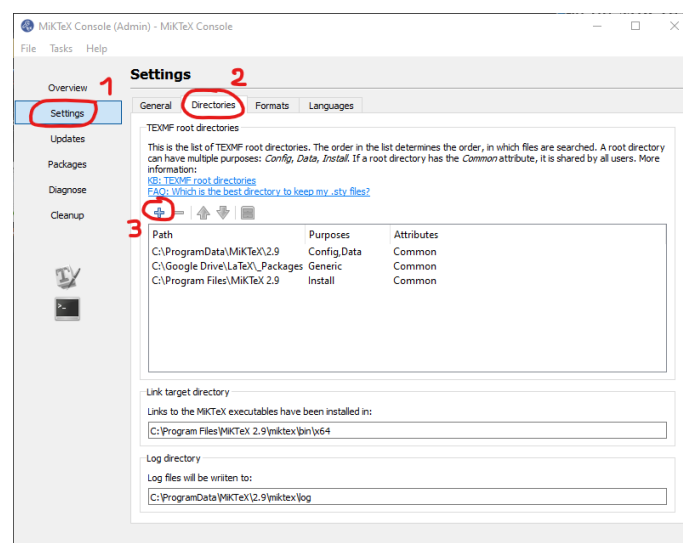 MiKTeX Console (Admin) - MiKTeX Console
File Tasks Help
1
2
3
Overview
Settings
Updates
Packages
Diagnose
Cleanup
Settings
General Directories Formats Languages
TEXMF root directories
This is the list of TEXMF root directories. The order in the list determines the order, in which files are searched. A root directory
can have multiple purposes: Config, Data, Install. If a root directory has the Common attribute, it is shared by all users. More
information:
KB: TEXMF root directories
FAQ: Which is the best directory to keep my .sty files?
Path Purposes Attributes
C:\ProgramData\MiKTeX\2.9 Config,Data Common
C:\Google Drive\LaTeX\_Packages Generic Common
C:\Program Files\MiKTeX 2.9 Install Common
Link target directory
Links to the MiKTeX executables have been installed in:
C:\Program Files\MiKTeX 2.9\miktex\bin\x64
Log directory
Log files will be wriiten to:
C:\ProgramData\MiKTeX\2.9\miktex\log